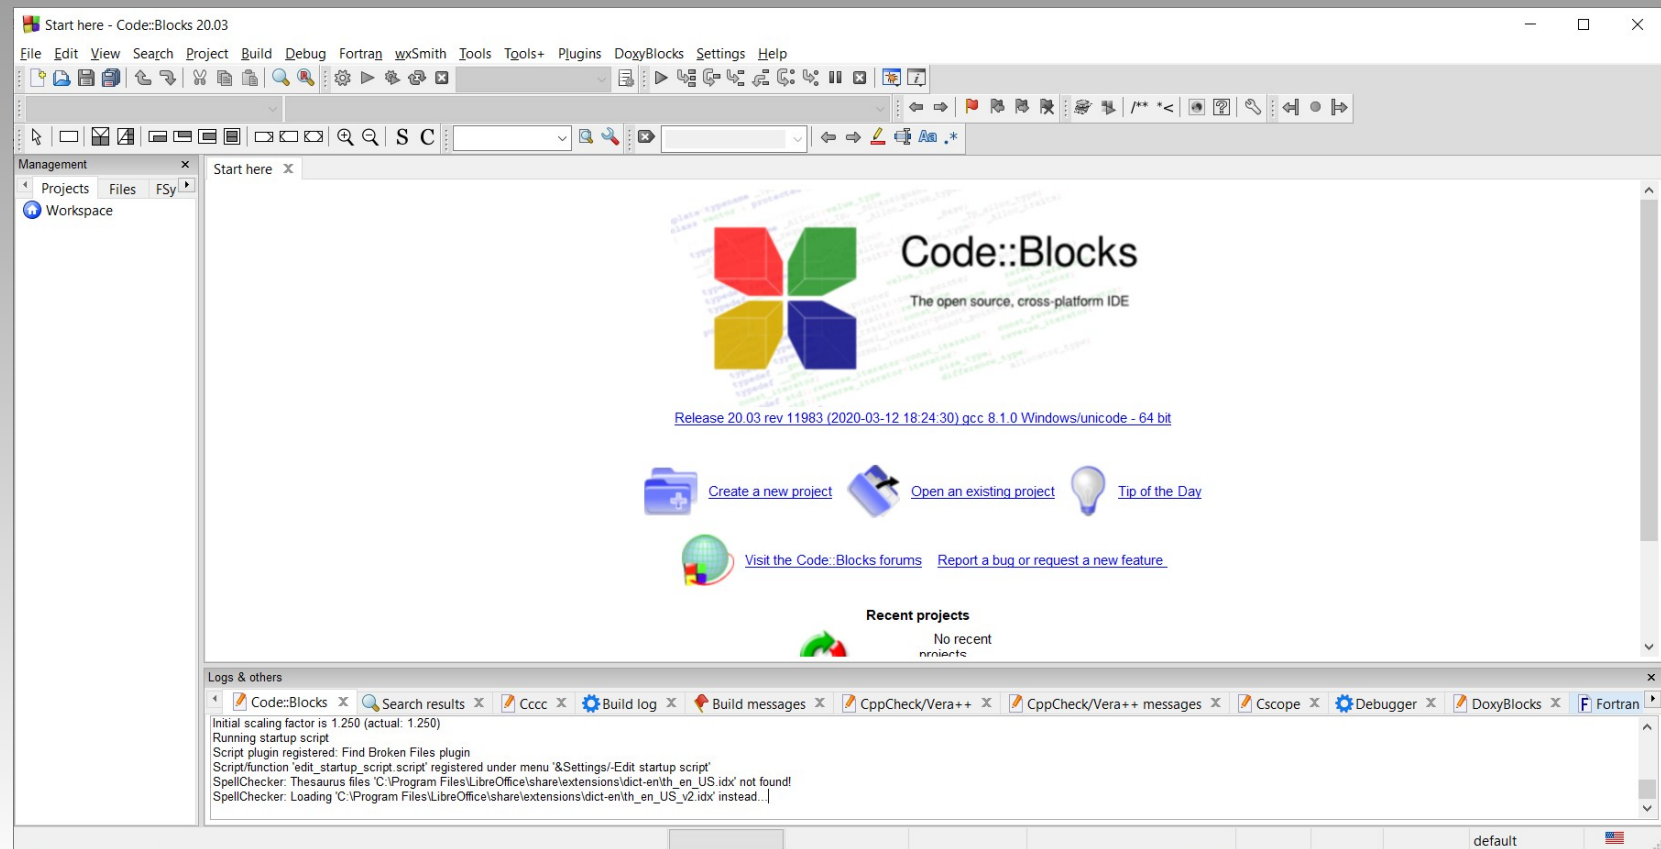 Start here - Code::Blocks 20.03
File Edit View Search Project Build Debug Fortran wxSmith Tools Tools+ Plugins DoxyBlocks Settings Help
/** *<
S C
Aa .*
Management x
Projects Files FSy
Workspace
Start here X
Code::Blocks
The open source, cross-platform IDE
Release 20.03 rev 11983 (2020-03-12 18:24:30) gcc 8.1.0 Windows/unicode - 64 bit
Create a new project Open an existing project Tip of the Day
Visit the Code::Blocks forums Report a bug or request a new feature
Recent projects
No recent
projects
Logs & others x
Code::Blocks X Search results X Cccc X Build log X Build messages X CppCheck/Vera++ X CppCheck/Vera++ messages X Cscope X Debugger X DoxyBlocks X F Fortran
Initial scaling factor is 1.250 (actual: 1.250)
Running startup script
Script plugin registered: Find Broken Files plugin
Script/function 'edit_startup_script.script' registered under menu '&Settings/-Edit startup script'
SpellChecker: Thesaurus files 'C:\Program Files\LibreOffice\share\extensions\dict-en\th_en_US.idx' not found!
SpellChecker: Loading 'C:\Program Files\LibreOffice\share\extensions\dict-en\th_en_US_v2.idx' instead...
default